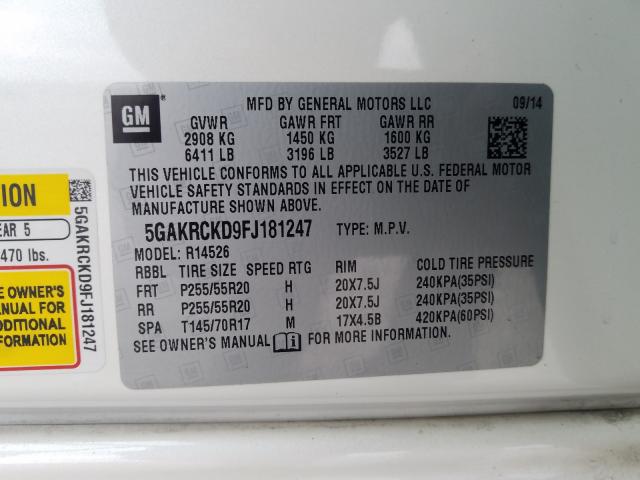 GM
MFD BY GENERAL MOTORS LLC 09/14
GVWR GAWR FRT GAWR RR
2908 KG 1450 KG 1600 KG
6411 LB 3196 LB 3527 LB
THIS VEHICLE CONFORMS TO ALL APPLICABLE U.S. FEDERAL MOTOR
VEHICLE SAFETY STANDARDS IN EFFECT ON THE DATE OF
MANUFACTURE SHOWN ABOVE.
5GAKRCKD9FJ181247 TYPE: M.P.V.
MODEL: R14526
RBBL TIRE SIZE SPEED RTG RIM COLD TIRE PRESSURE
FRT P255/55R20 H 20X7.5J 240KPA(35PSI)
RR P255/55R20 H 20X7.5J 240KPA(35PSI)
SPA T145/70R17 M 17X4.5B 420KPA(60PSI)
SEE OWNER'S MANUAL FOR MORE INFORMATION
EAR 5
470 lbs.
E OWNER'S
ANUAL FOR
DDITIONAL
FORMATION
5GAKRCKD9FJ181247